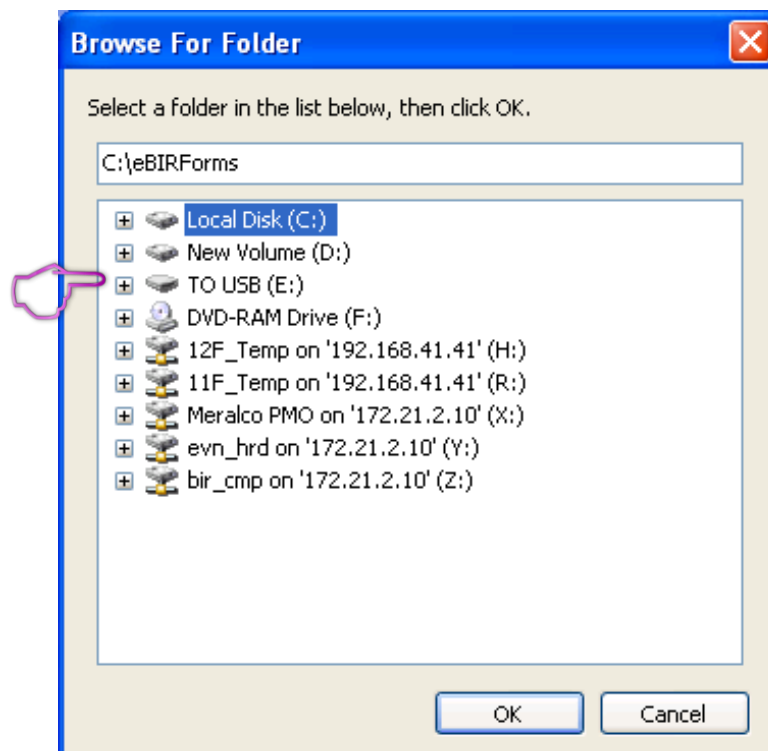 Browse For Folder
Select a folder in the list below, then click OK.
C:\eBIRForms
Local Disk (C:)
New Volume (D:)
TO USB (E:)
DVD-RAM Drive (F:)
12F_Temp on '192.168.41.41' (H:)
11F_Temp on '192.168.41.41' (R:)
Meralco PMO on '172.21.2.10' (X:)
evn_hrd on '172.21.2.10' (Y:)
bir_cmp on '172.21.2.10' (Z:)
OK Cancel